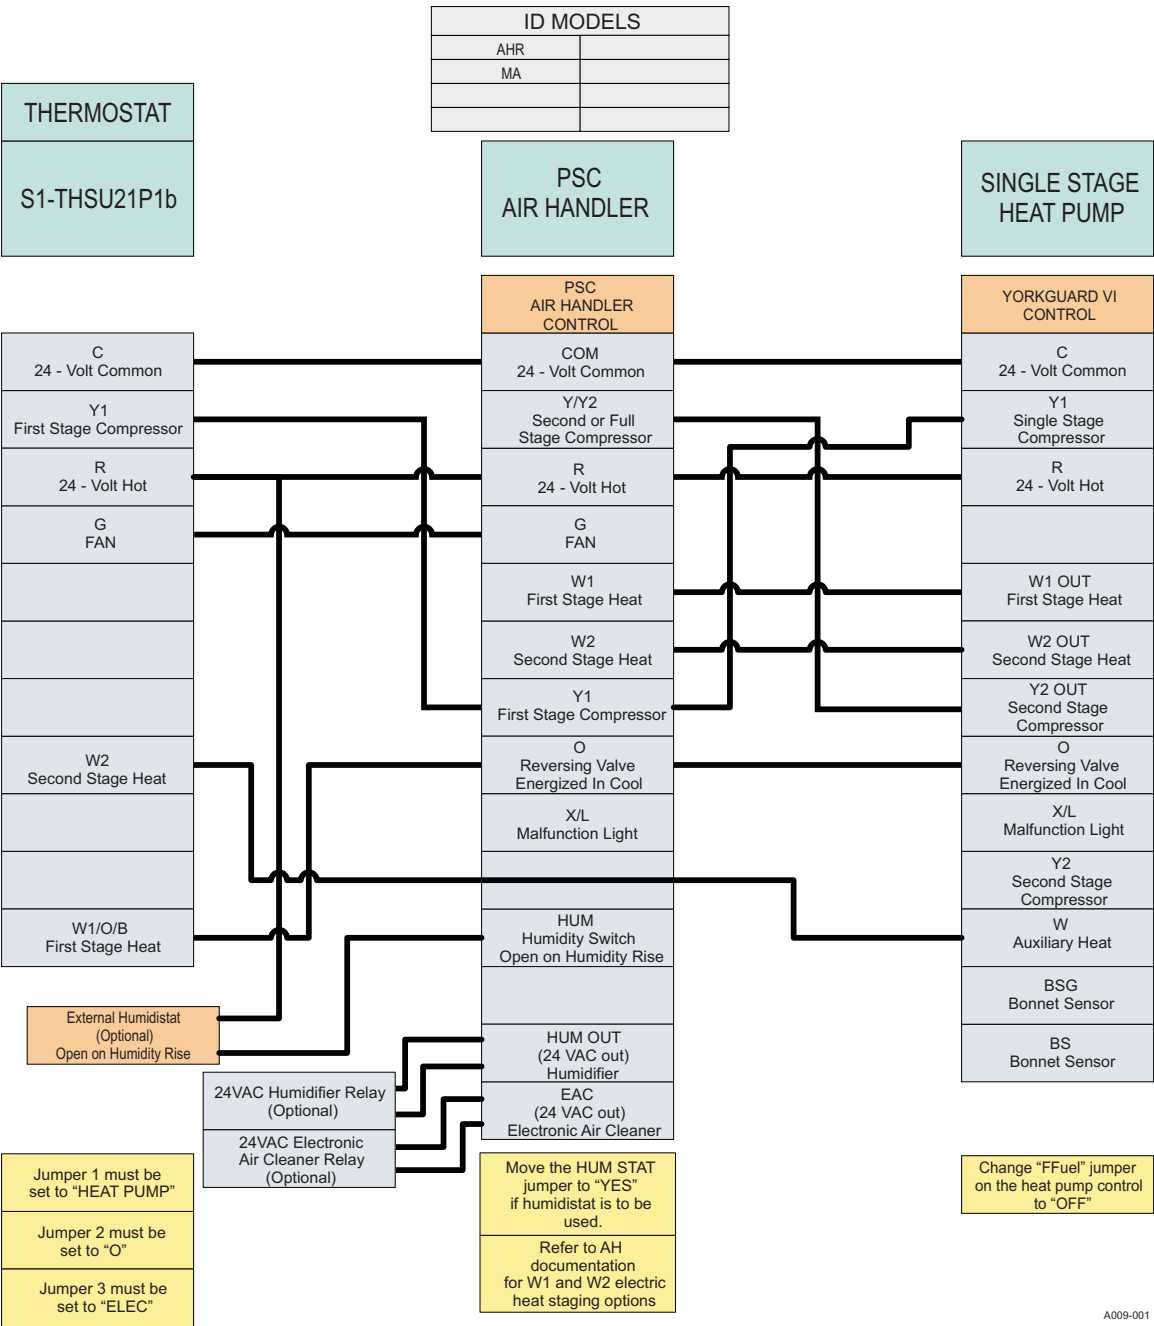 ID MODELS
AHR
MA
THERMOSTAT
S1-THSU21P1b
PSC
AIR HANDLER
SINGLE STAGE
HEAT PUMP
PSC
AIR HANDLER
CONTROL
YORKGUARD VI
CONTROL
C
24 - Volt Common
Y1
First Stage Compressor
R
24 - Volt Hot
G
FAN
W2
Second Stage Heat
W1/O/B
First Stage Heat
COM
24 - Volt Common
Y/Y2
Second or Full
Stage Compressor
R
24 - Volt Hot
G
FAN
W1
First Stage Heat
W2
Second Stage Heat
Y1
First Stage Compressor
O
Reversing Valve
Energized In Cool
X/L
Malfunction Light
HUM
Humidity Switch
Open on Humidity Rise
HUM OUT
(24 VAC out)
Humidifier
EAC
(24 VAC out)
Electronic Air Cleaner
C
24 - Volt Common
Y1
Single Stage
Compressor
R
24 - Volt Hot
W1 OUT
First Stage Heat
W2 OUT
Second Stage Heat
Y2 OUT
Second Stage
Compressor
O
Reversing Valve
Energized In Cool
X/L
Malfunction Light
Y2
Second Stage
Compressor
W
Auxiliary Heat
BSG
Bonnet Sensor
BS
Bonnet Sensor
External Humidistat
(Optional)
Open on Humidity Rise
24VAC Humidifier Relay
(Optional)
24VAC Electronic
Air Cleaner Relay
(Optional)
Jumper 1 must be
set to “HEAT PUMP”
Jumper 2 must be
set to “O”
Jumper 3 must be
set to “ELEC”
Move the HUM STAT
jumper to “YES”
if humidistat is to be
used.
Refer to AH
documentation
for W1 and W2 electric
heat staging options
Change “FFuel” jumper
on the heat pump control
to “OFF”
A009-001